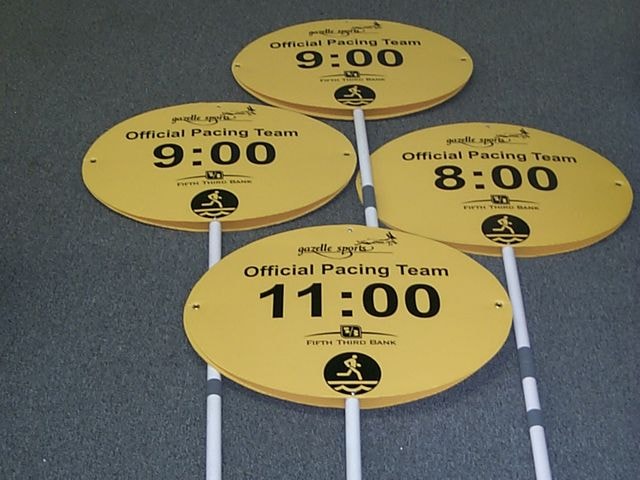 gazelle sports
Official Pacing Team
9:00
FIFTH THIRD BANK
gazelle sports
Official Pacing Team
9:00
FIFTH THIRD BANK
gazelle sports
Official Pacing Team
8:00
FIFTH THIRD BANK
gazelle sports
Official Pacing Team
11:00
FIFTH THIRD BANK